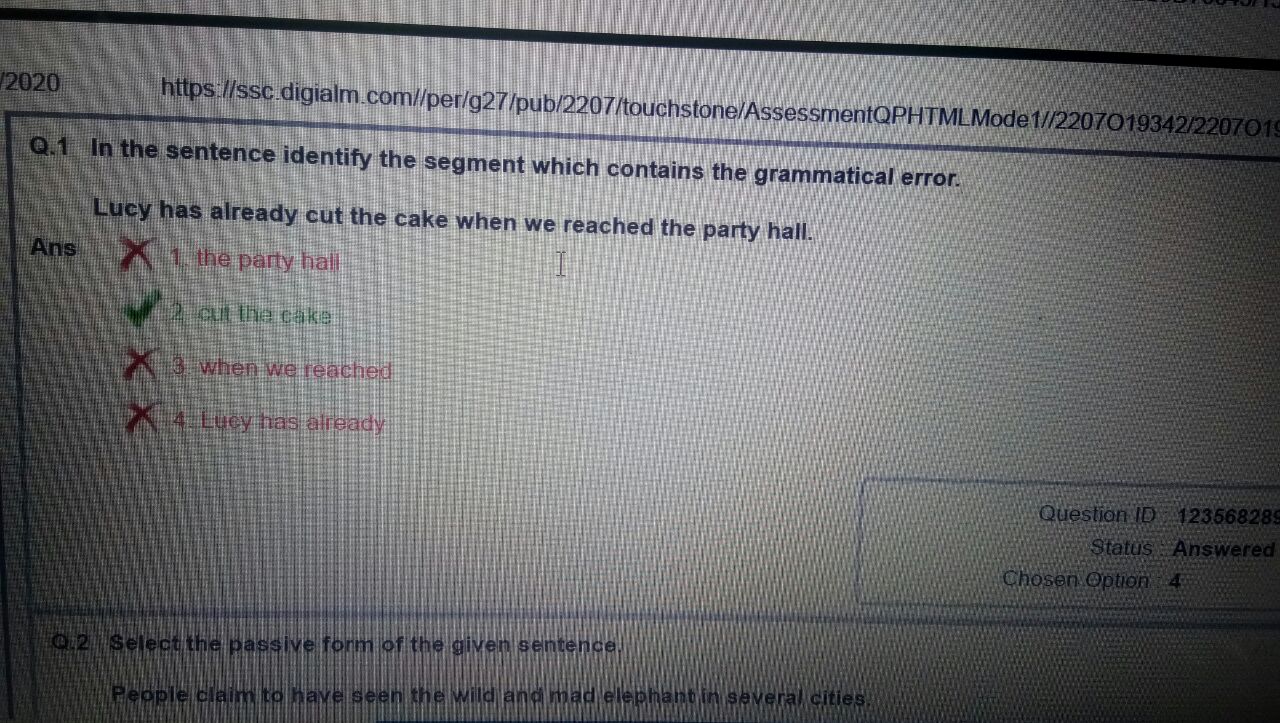 /2020 https://ssc.digialm.com//per/g27/pub/2207/touchstone/AssessmentQPHTMLMode1//2207O19342/2207O19
Q.1 In the sentence identify the segment which contains the grammatical error.
Lucy has already cut the cake when we reached the party hall.
Ans 1. the party hall
2. cut the cake
3. when we reached
4. Lucy has already
Question ID : 123568289
Status : Answered
Chosen Option : 4
Q.2 Select the passive form of the given sentence.
People claim to have seen the wild and mad elephant in several cities.